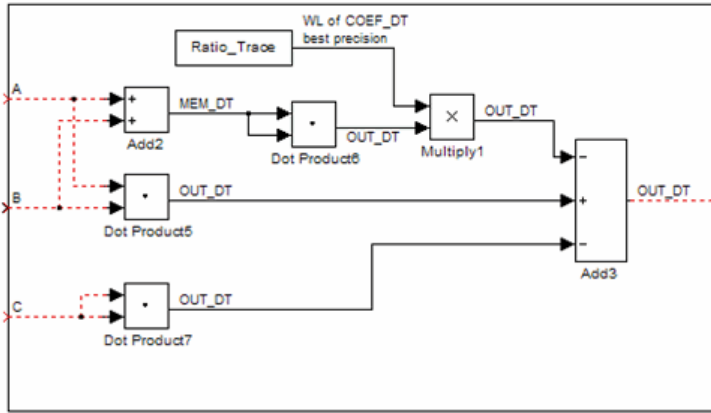 WL of COEF_DT
best precision
Ratio_Trace
A
+
+
MEM_DT
Add2
Dot Product6
OUT_DT
×
OUT_DT
Multiply1
B
OUT_DT
Dot Product5
−
+
−
OUT_DT
Add3
C
OUT_DT
Dot Product7